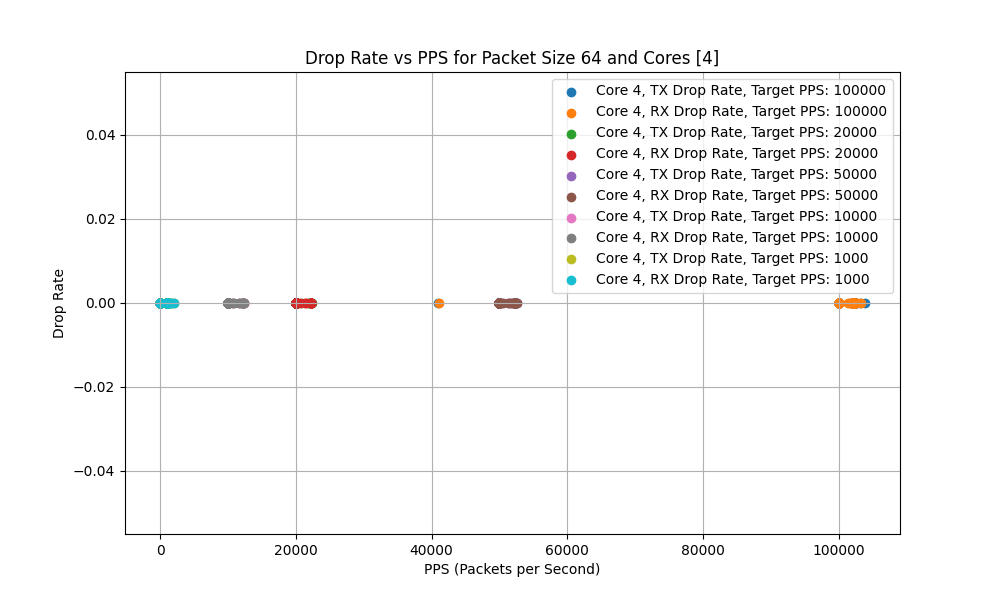 Drop Rate vs PPS for Packet Size 64 and Cores [4]
Core 4, TX Drop Rate, Target PPS: 100000
Core 4, RX Drop Rate, Target PPS: 100000
Core 4, TX Drop Rate, Target PPS: 20000
Core 4, RX Drop Rate, Target PPS: 20000
Core 4, TX Drop Rate, Target PPS: 50000
Core 4, RX Drop Rate, Target PPS: 50000
Core 4, TX Drop Rate, Target PPS: 10000
Core 4, RX Drop Rate, Target PPS: 10000
Core 4, TX Drop Rate, Target PPS: 1000
Core 4, RX Drop Rate, Target PPS: 1000
Drop Rate
0.04
0.02
0.00
−0.02
−0.04
0 20000 40000 60000 80000 100000
PPS (Packets per Second)